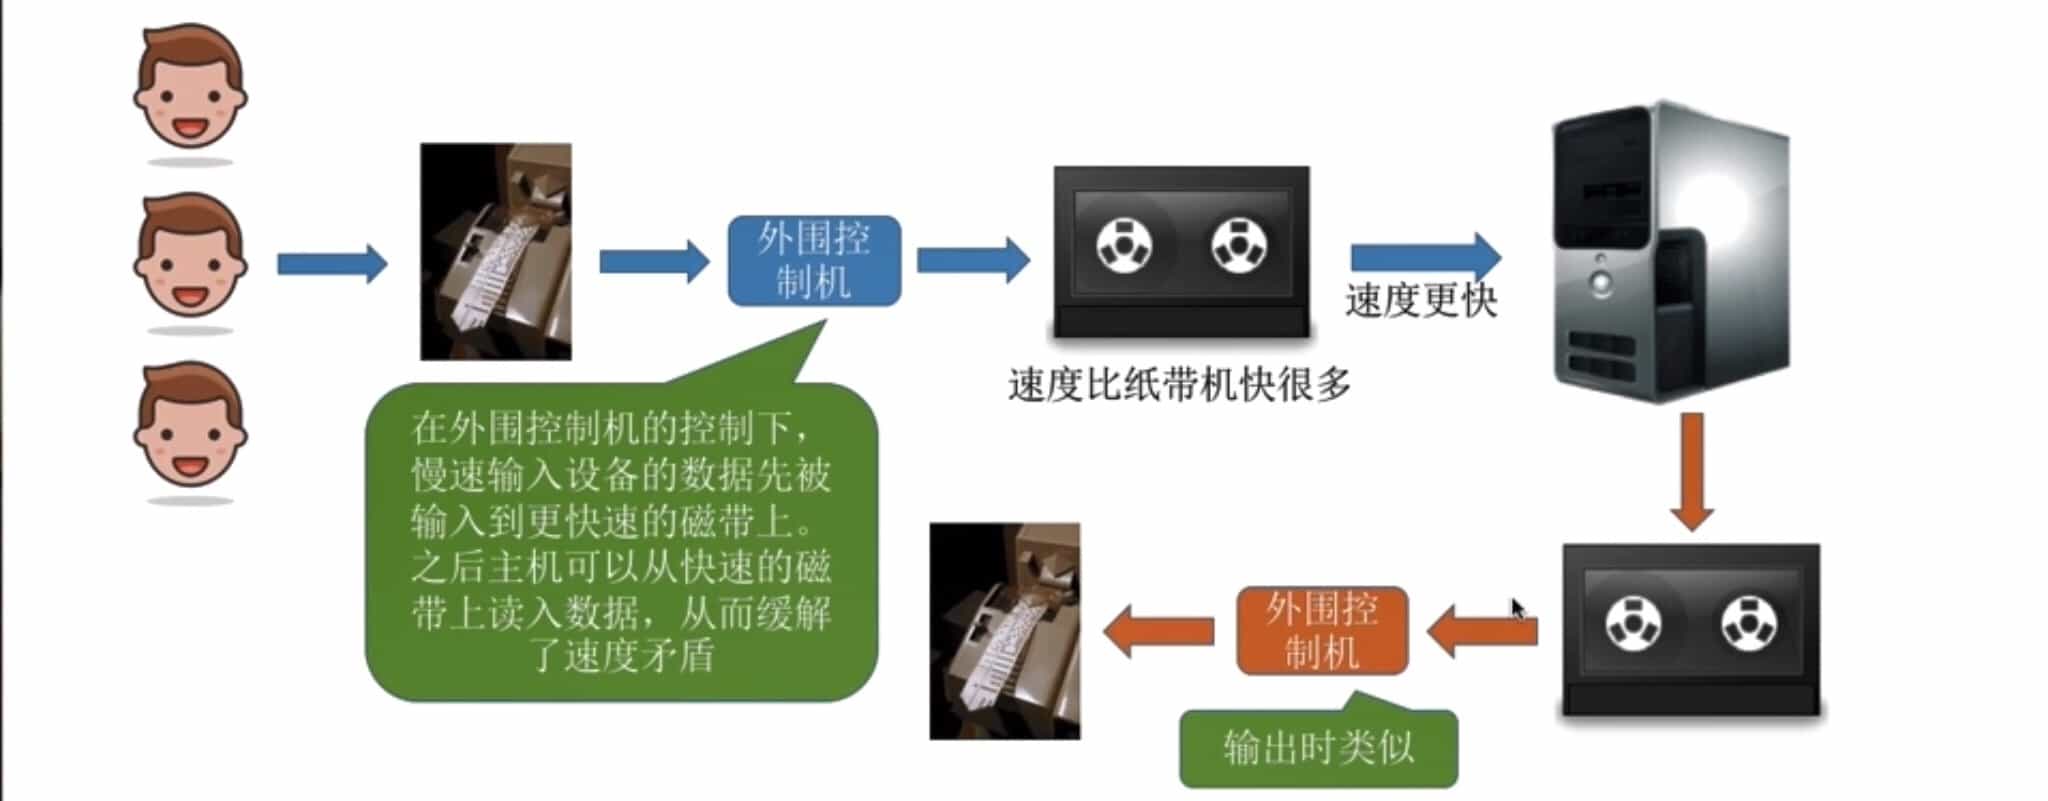 外围控
制机
速度更快
速度比纸带机快很多
在外围控制机的控制下，
慢速输入设备的数据先被
输入到更快速的磁带上。
之后主机可以从快速的磁
带上读入数据，从而缓解
了速度矛盾
外围控
制机
输出时类似